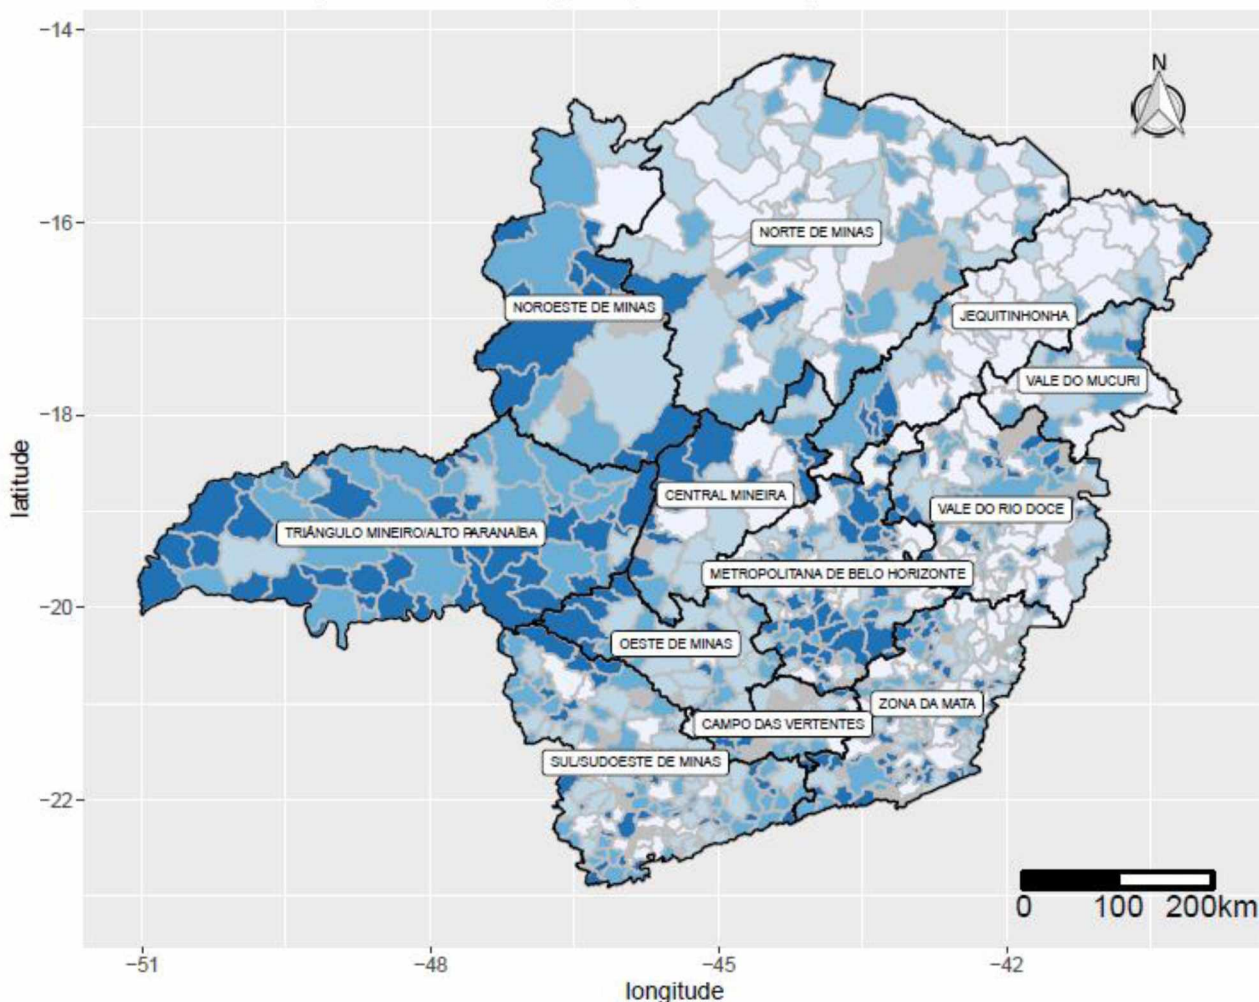 −14
N
−16
NORTE DE MINAS
NOROESTE DE MINAS
JEQUITINHONHA
VALE DO MUCURI
−18
latitude
CENTRAL MINEIRA
VALE DO RIO DOCE
TRIÂNGULO MINEIRO/ALTO PARANAÍBA
METROPOLITANA DE BELO HORIZONTE
−20
OESTE DE MINAS
ZONA DA MATA
CAMPO DAS VERTENTES
SUL/SUDOESTE DE MINAS
−22
0 100 200km
−51 −48 −45 −42
longitude